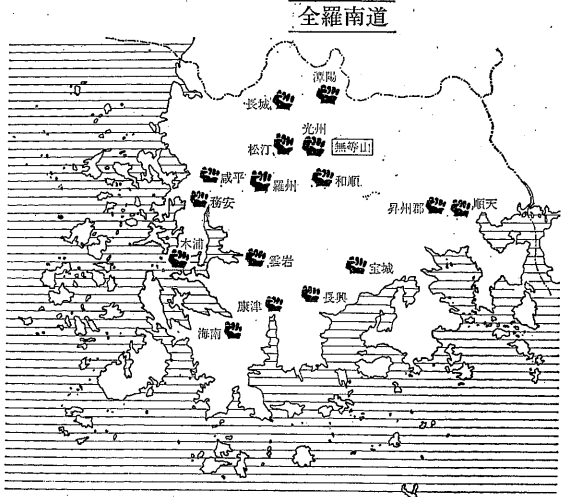 全羅南道
潭陽
長城
光州
松汀
無等山
咸平
羅州
和順
務安
昇州郡
順天
木浦
雲岩
宝城
康津
長興
海南